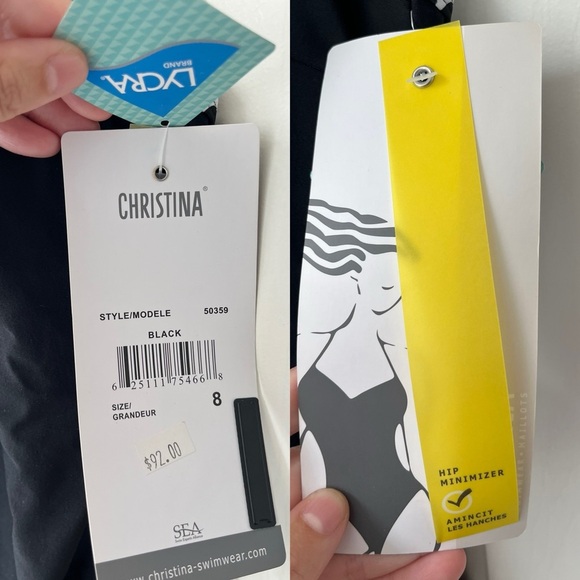 LYCRA
BRAND
CHRISTINA®
STYLE/MODELE 50359
BLACK
6 25111 75466 8
SIZE/
GRANDEUR
8
$92.00
SEA
www.christina-swimwear.com
HIP
MINIMIZER
AMINCIT
LES HANCHES
MAILLOTS